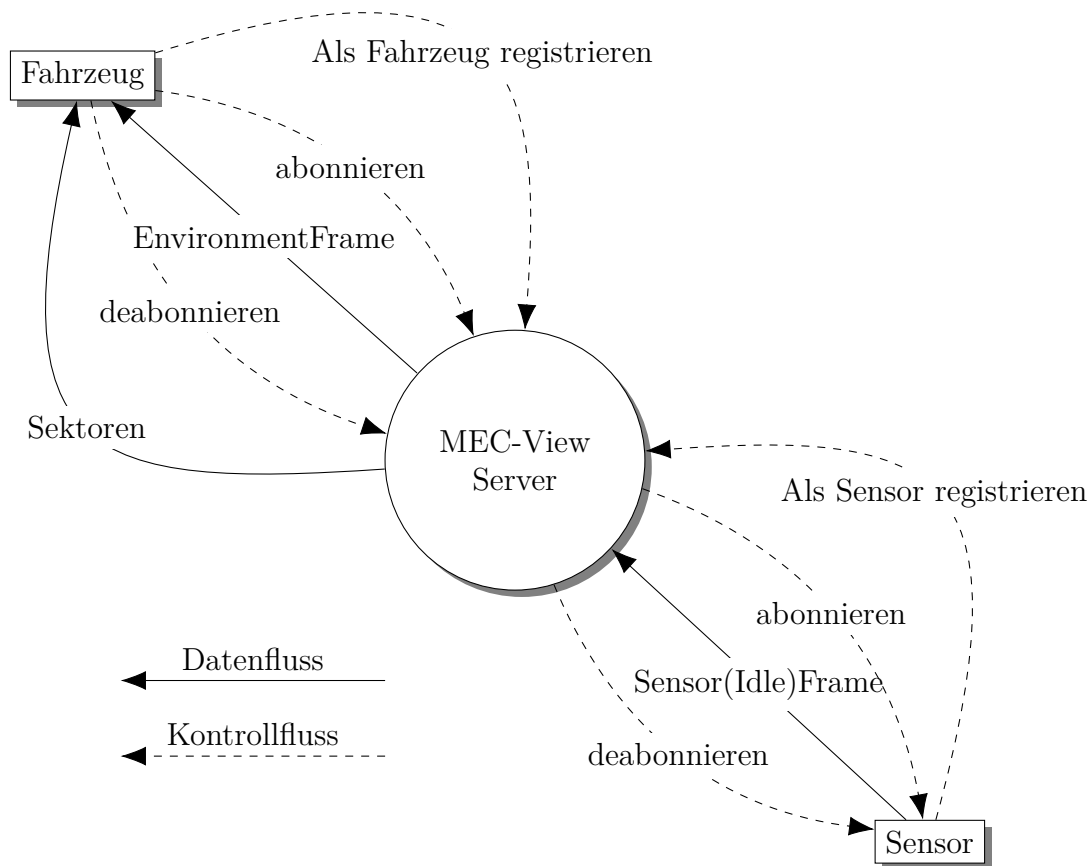 Als Fahrzeug registrieren
Fahrzeug
abonnieren
EnvironmentFrame
deabonnieren
Sektoren
MEC-View
Server
Als Sensor registrieren
abonnieren
Datenfluss
Sensor(Idle)Frame
Kontrollfluss
deabonnieren
Sensor